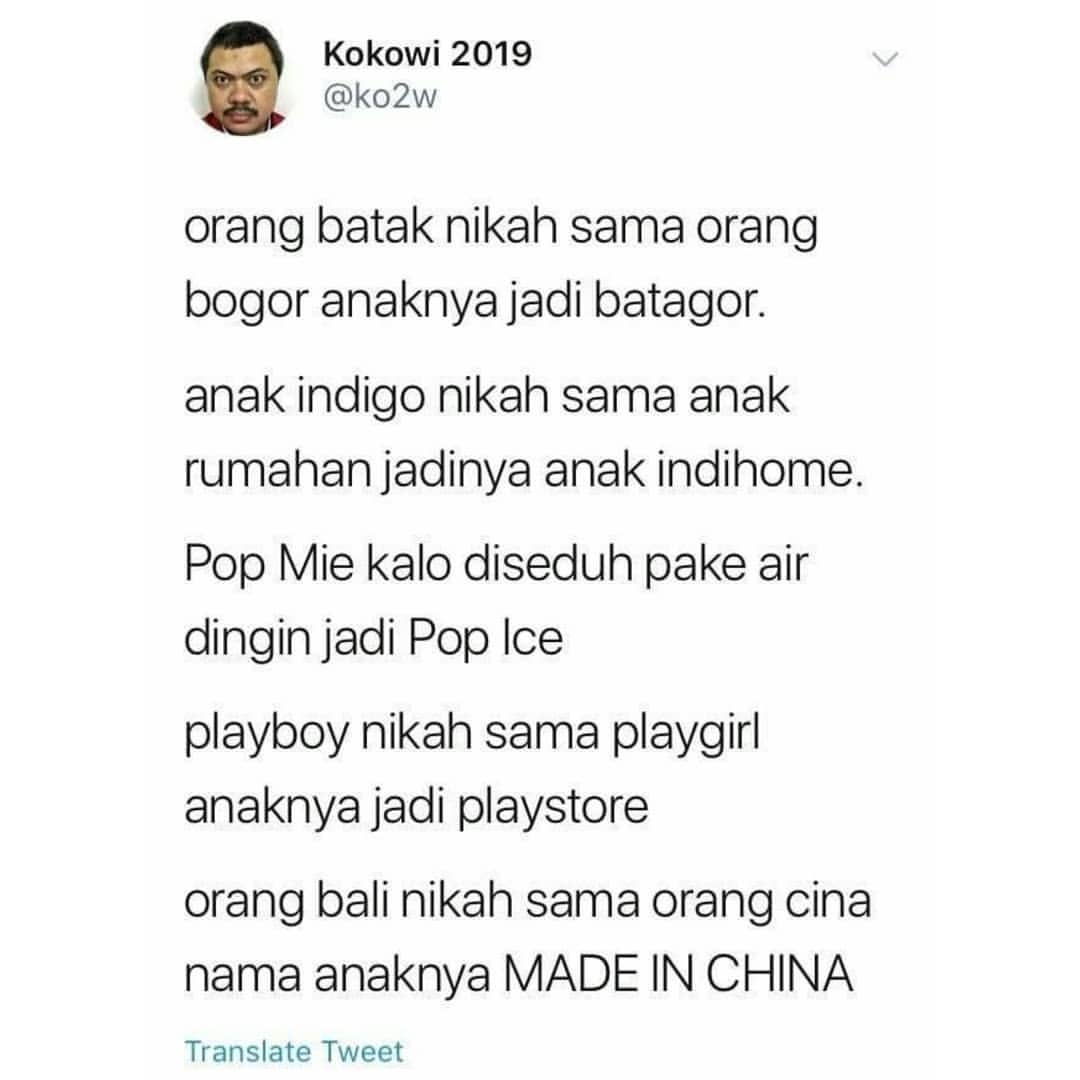 Kokowi 2019
@ko2w
orang batak nikah sama orang
bogor anaknya jadi batagor.
anak indigo nikah sama anak
rumahan jadinya anak indihome.
Pop Mie kalo diseduh pake air
dingin jadi Pop Ice
playboy nikah sama playgirl
anaknya jadi playstore
orang bali nikah sama orang cina
nama anaknya MADE IN CHINA
Translate Tweet